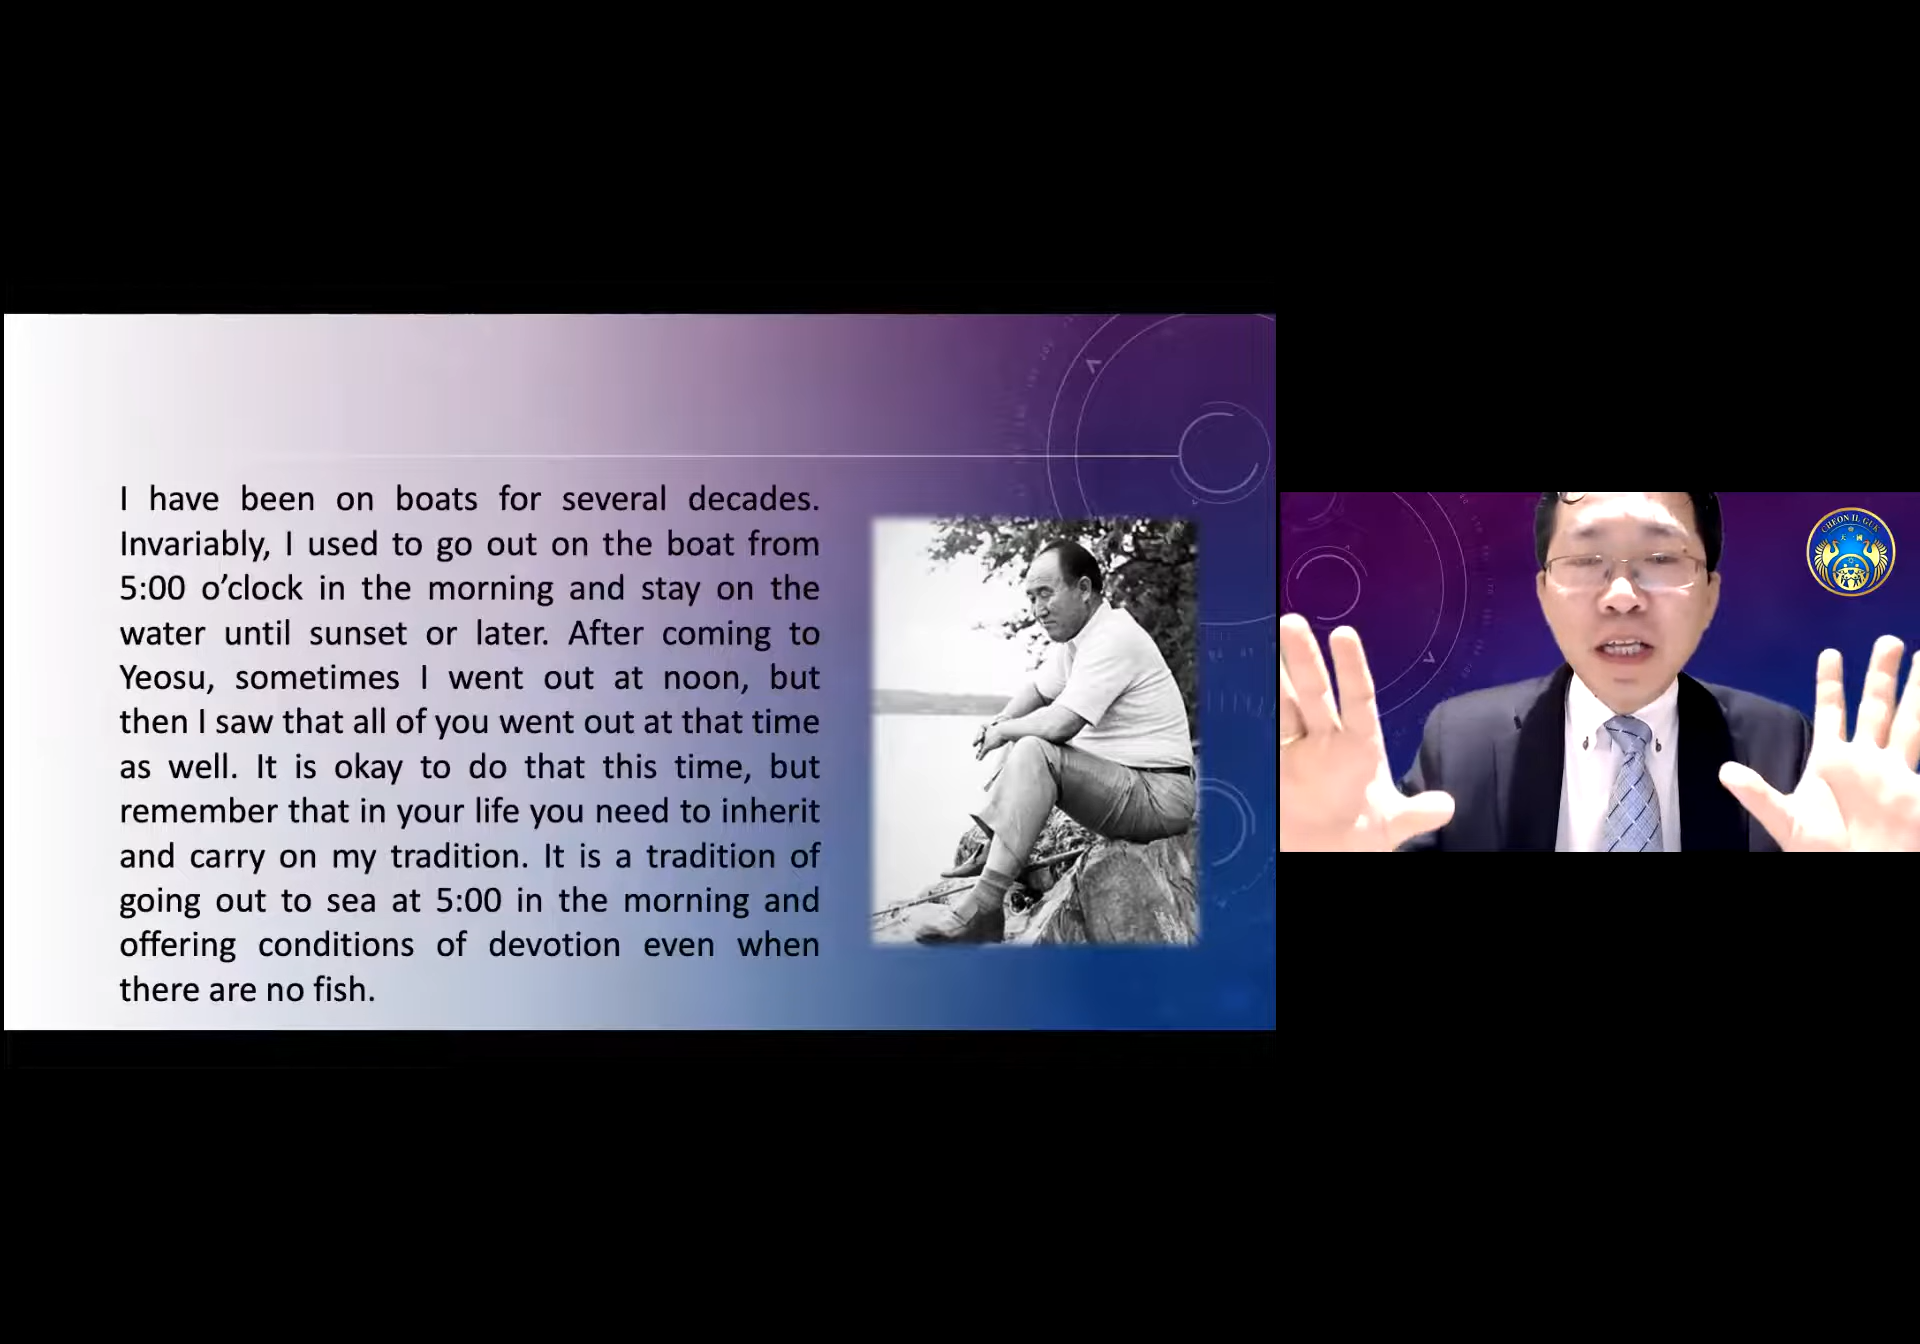 I have been on boats for several decades.
Invariably, I used to go out on the boat from
5:00 o’clock in the morning and stay on the
water until sunset or later. After coming to
Yeosu, sometimes I went out at noon, but
then I saw that all of you went out at that time
as well. It is okay to do that this time, but
remember that in your life you need to inherit
and carry on my tradition. It is a tradition of
going out to sea at 5:00 in the morning and
offering conditions of devotion even when
there are no fish.
CHEON IL GUK
天一國